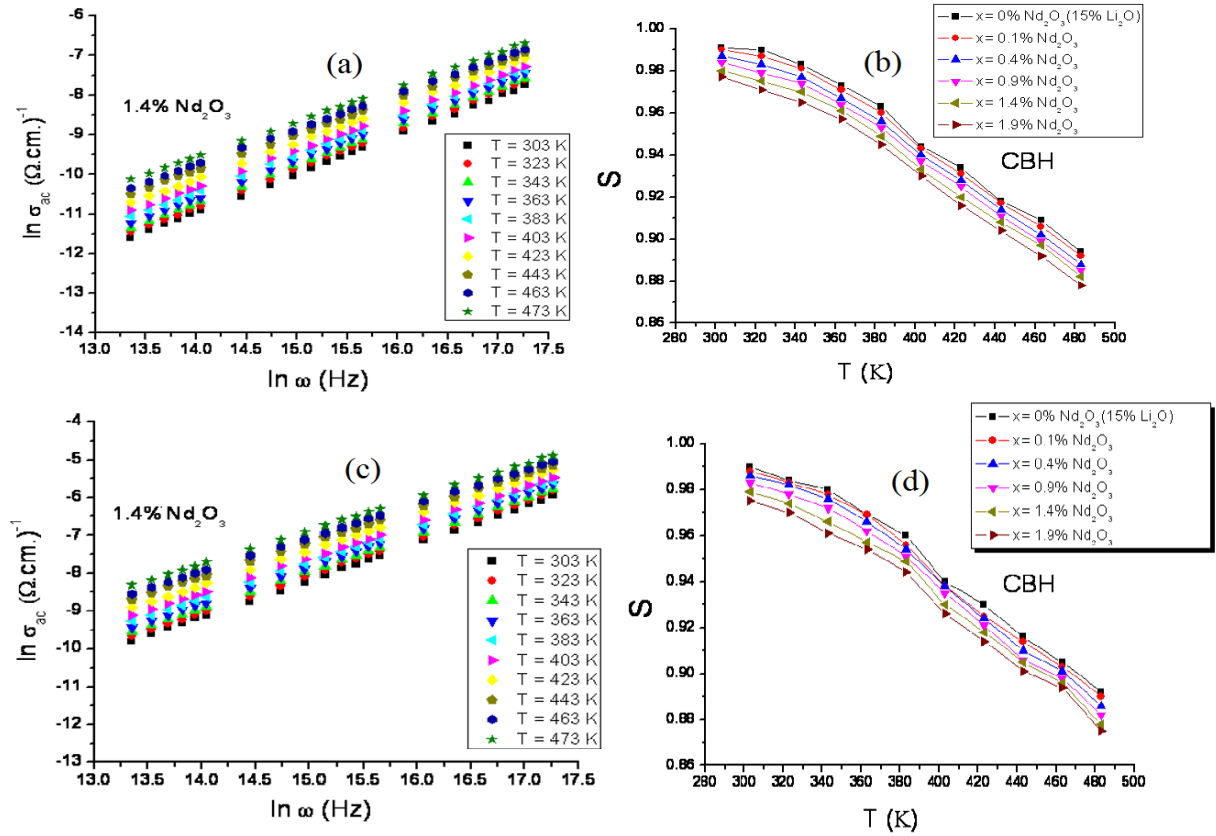 (a)
1.4% Nd₂O₃
ln σac (Ω.cm.)⁻¹
-6
-7
-8
-9
-10
-11
-12
-13
-14
13.0 13.5 14.0 14.5 15.0 15.5 16.0 16.5 17.0 17.5
ln ω (Hz)
T = 303 K
T = 323 K
T = 343 K
T = 363 K
T = 383 K
T = 403 K
T = 423 K
T = 443 K
T = 463 K
T = 473 K
(b)
x= 0% Nd₂O₃(15% Li₂O)
x= 0.1% Nd₂O₃
x= 0.4% Nd₂O₃
x= 0.9% Nd₂O₃
x= 1.4% Nd₂O₃
x= 1.9% Nd₂O₃
CBH
S
1.00
0.98
0.96
0.94
0.92
0.90
0.88
0.86
280 300 320 340 360 380 400 420 440 460 480 500
T (K)
(c)
1.4% Nd₂O₃
ln σac (Ω.cm.)⁻¹
-4
-5
-6
-7
-8
-9
-10
-11
-12
-13
13.0 13.5 14.0 14.5 15.0 15.5 16.0 16.5 17.0 17.5
ln ω (Hz)
T = 303 K
T = 323 K
T = 343 K
T = 363 K
T = 383 K
T = 403 K
T = 423 K
T = 443 K
T = 463 K
T = 473 K
(d)
x= 0% Nd₂O₃(15% Li₂O)
x= 0.1% Nd₂O₃
x= 0.4% Nd₂O₃
x= 0.9% Nd₂O₃
x= 1.4% Nd₂O₃
x= 1.9% Nd₂O₃
CBH
S
1.00
0.98
0.96
0.94
0.92
0.90
0.88
0.86
280 300 320 340 360 380 400 420 440 460 480 500
T (K)